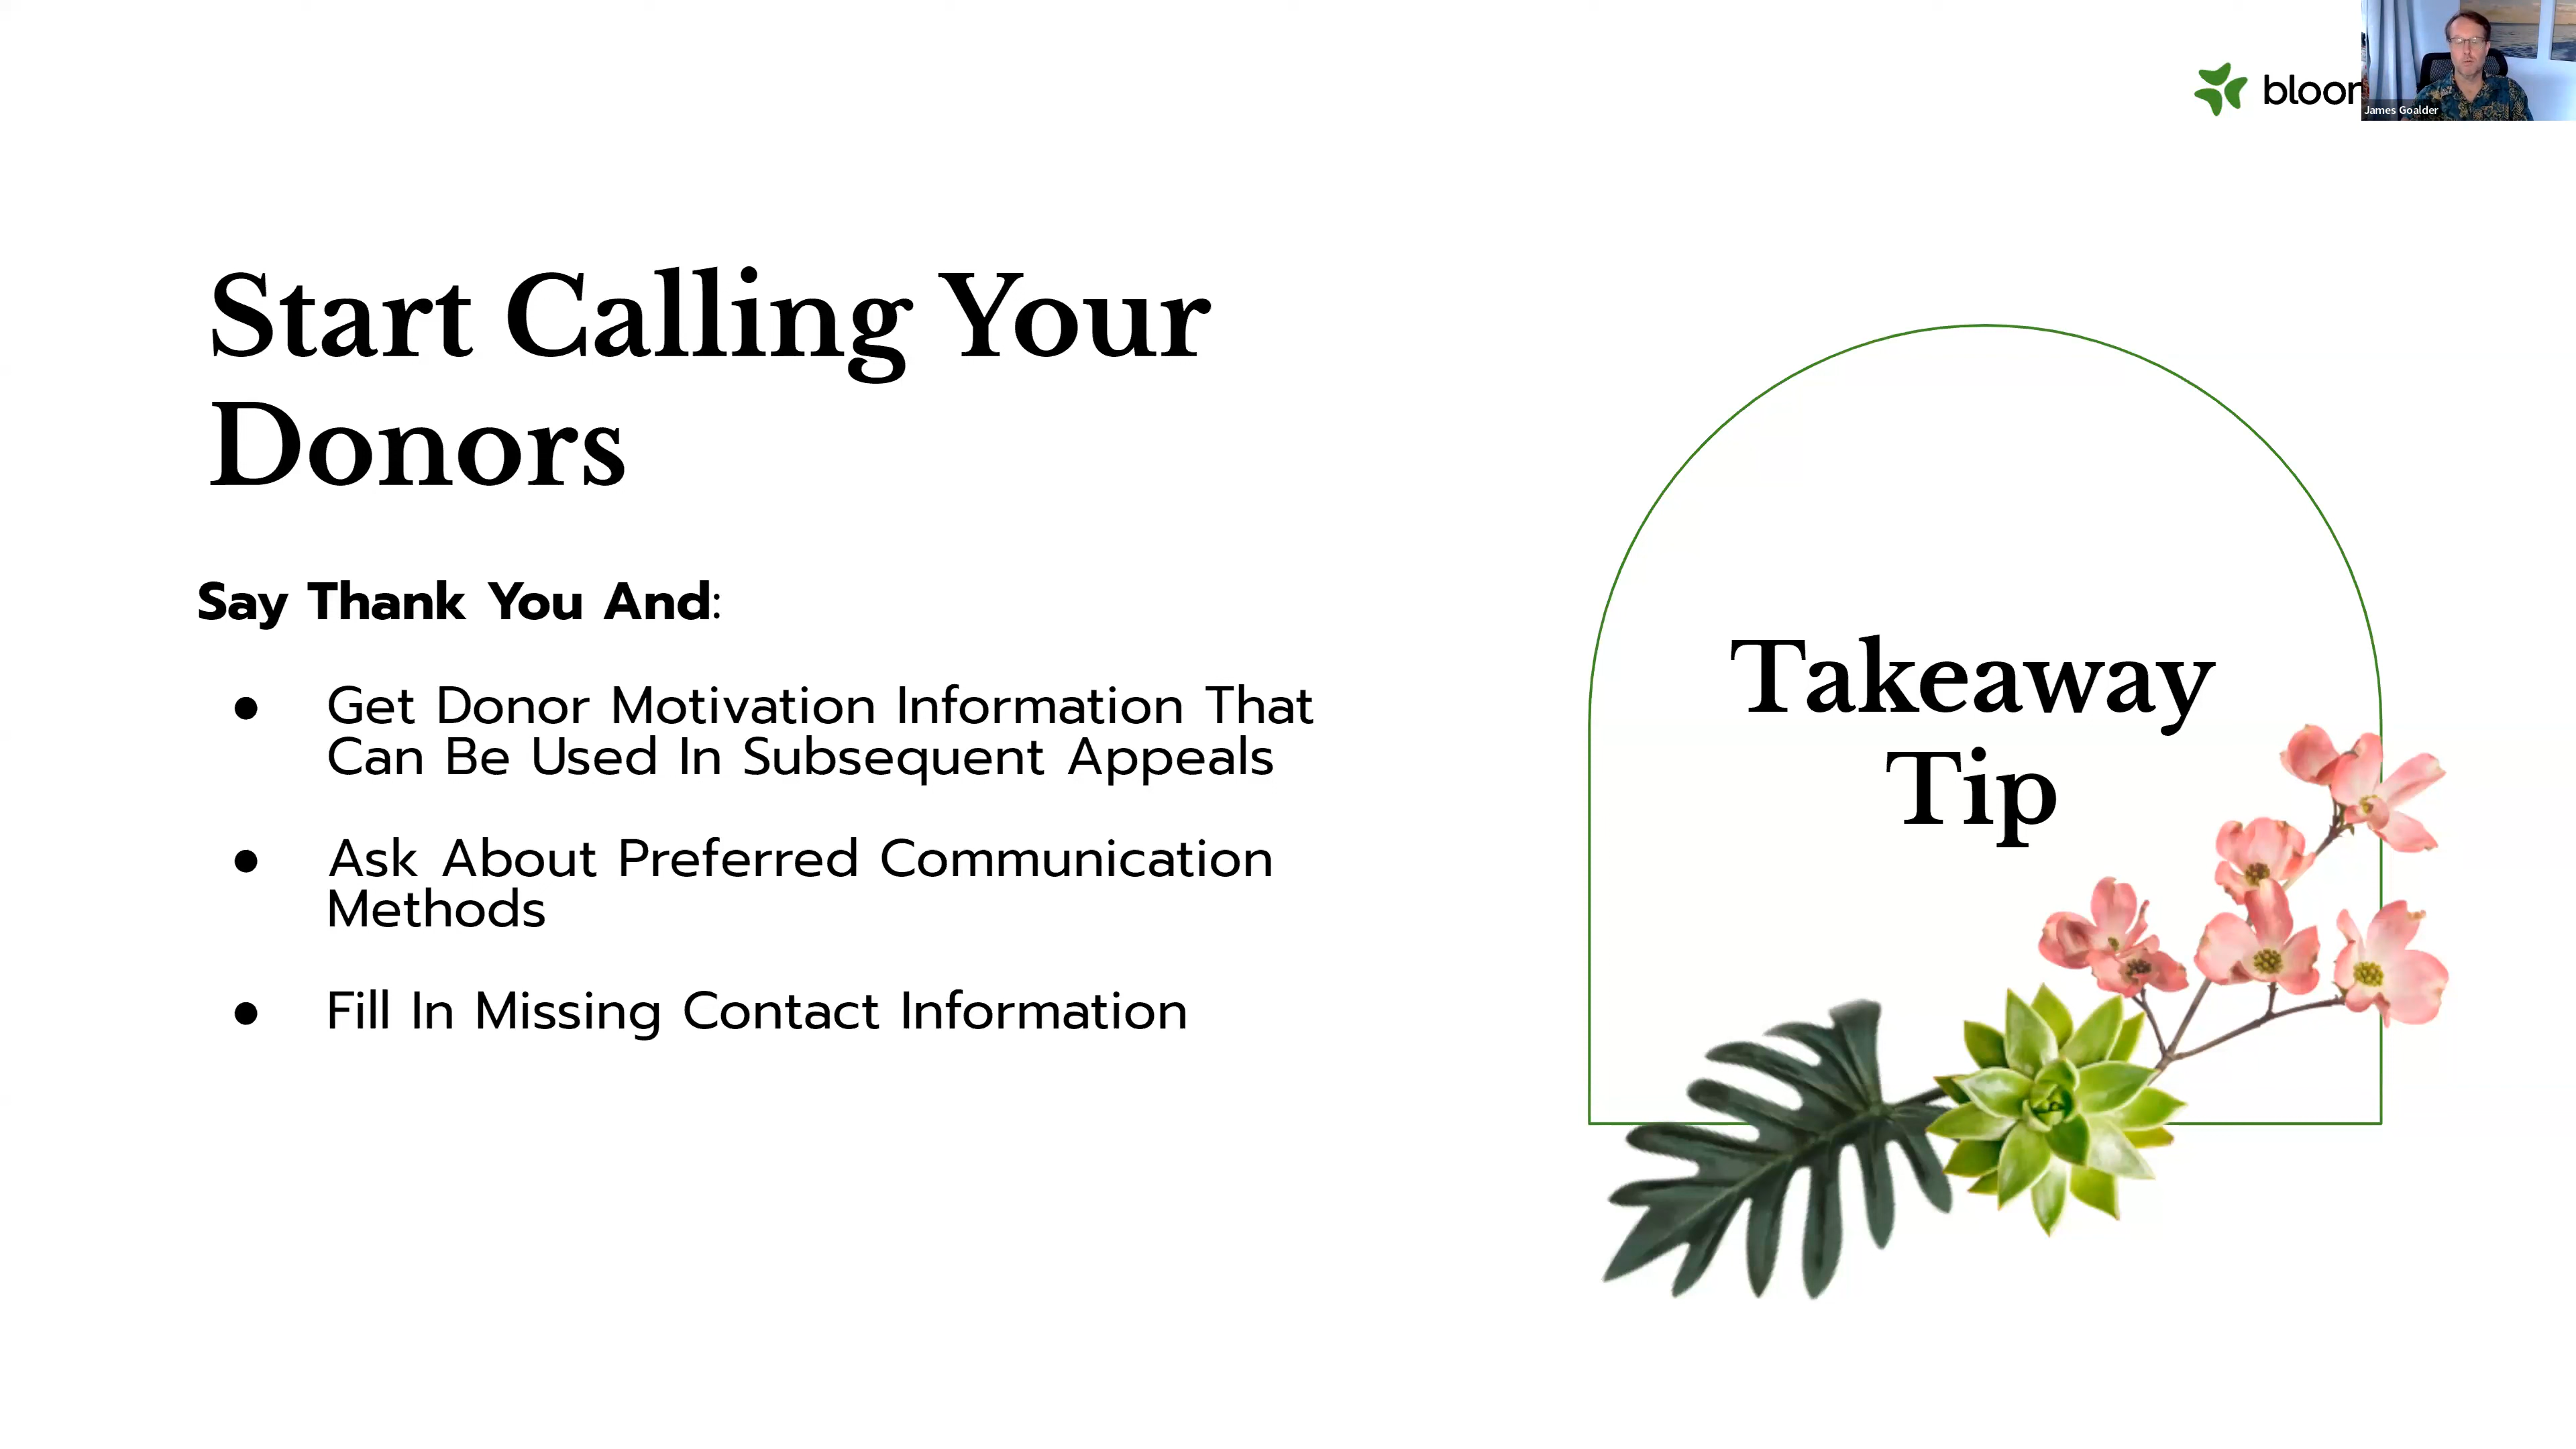 bloom
James Goalder
Start Calling Your
Donors
Say Thank You And:
● Get Donor Motivation Information That
Can Be Used In Subsequent Appeals
● Ask About Preferred Communication
Methods
● Fill In Missing Contact Information
Takeaway
Tip